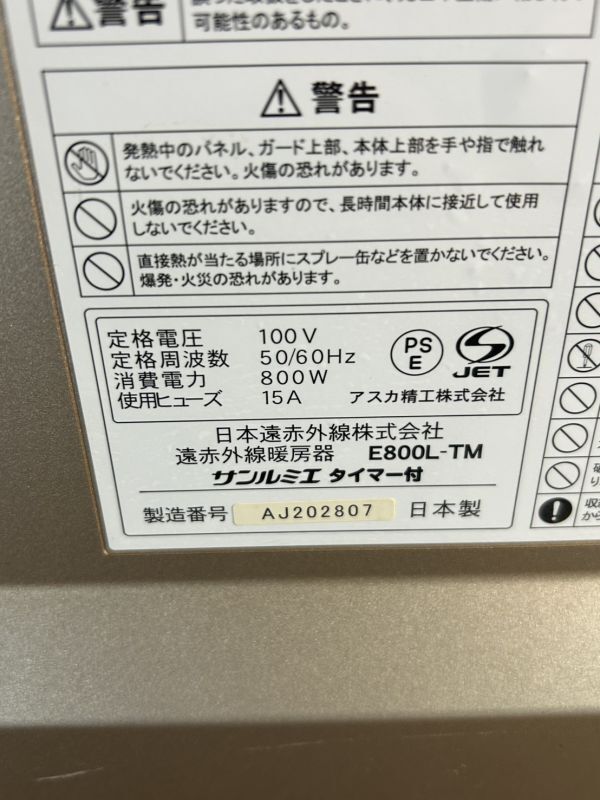 警告
可能性のあるもの。
警告
発熱中のパネル、ガード上部、本体上部を手や指で触れ
ないでください。火傷の恐れがあります。
火傷の恐れがありますので、長時間本体に接近して使用
しないでください。
直接熱が当たる場所にスプレー缶などを置かないでください。
爆発・火災の恐れがあります。
定格電圧 100V
定格周波数 50/60Hz
消費電力 800W
使用ヒューズ 15A
PS
E
JET
アスカ精工株式会社
日本遠赤外線株式会社
遠赤外線暖房器 E800L-TM
サンルミエ タイマー付
製造番号 AJ202807 日本製
収
から